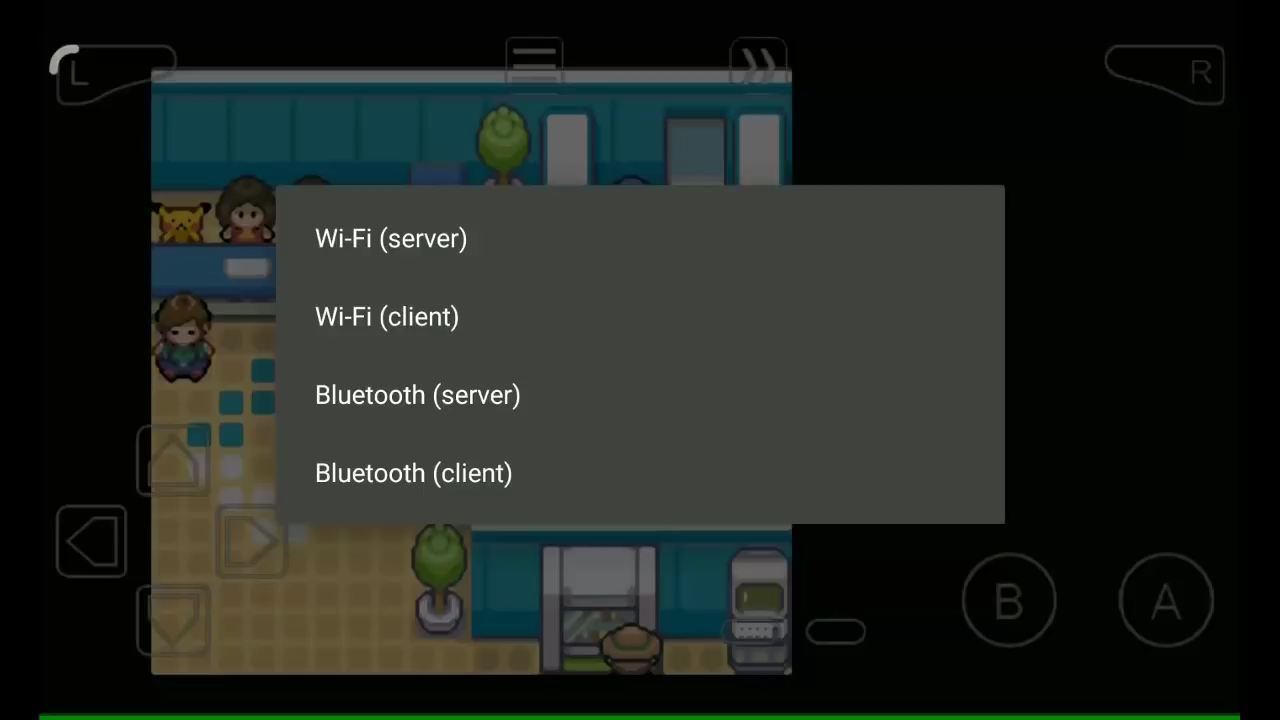 L
R
Wi-Fi (server)
Wi-Fi (client)
Bluetooth (server)
Bluetooth (client)
B
A